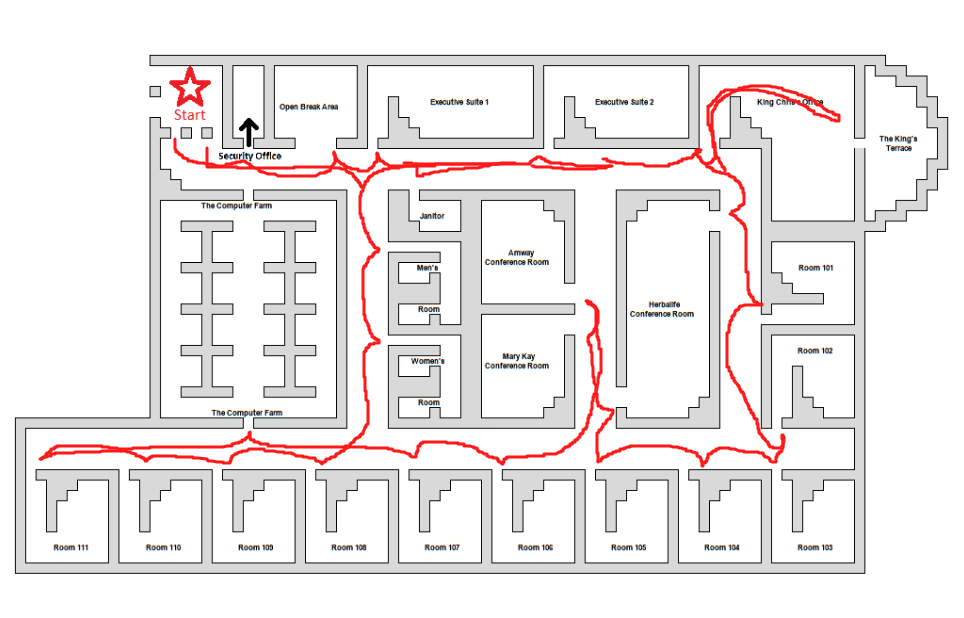 Start
Open Break Area
Executive Suite 1
Executive Suite 2
King Chris's Office
The King's
Terrace
Security Office
The Computer Farm
Janitor
Amway
Conference Room
Men's
Room
Herbalife
Conference Room
Room 101
Mary Kay
Conference Room
Women's
Room
Room 102
The Computer Farm
Room 111
Room 110
Room 109
Room 108
Room 107
Room 106
Room 105
Room 104
Room 103